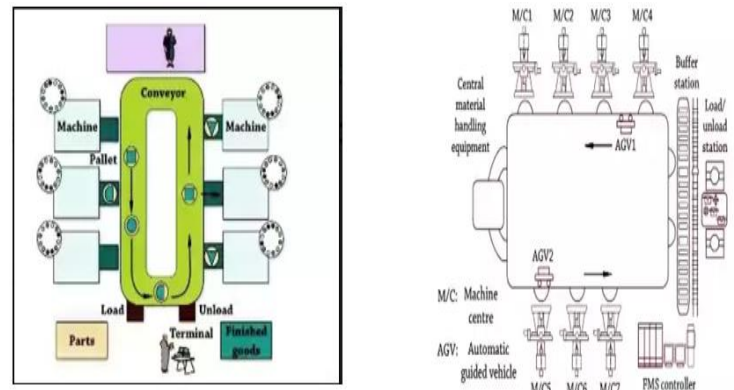 Conveyor
Machine
Machine
Pallet
Load
Unload
Parts
Terminal
Finished
goods
M/C1
M/C2
M/C3
M/C4
Central
material
handling
equipment
Buffer
station
Load/
unload
station
AGV1
AGV2
M/C: Machine
centre
AGV: Automatic
guided vehicle
M/C5
M/C6
M/C7
FMS controller